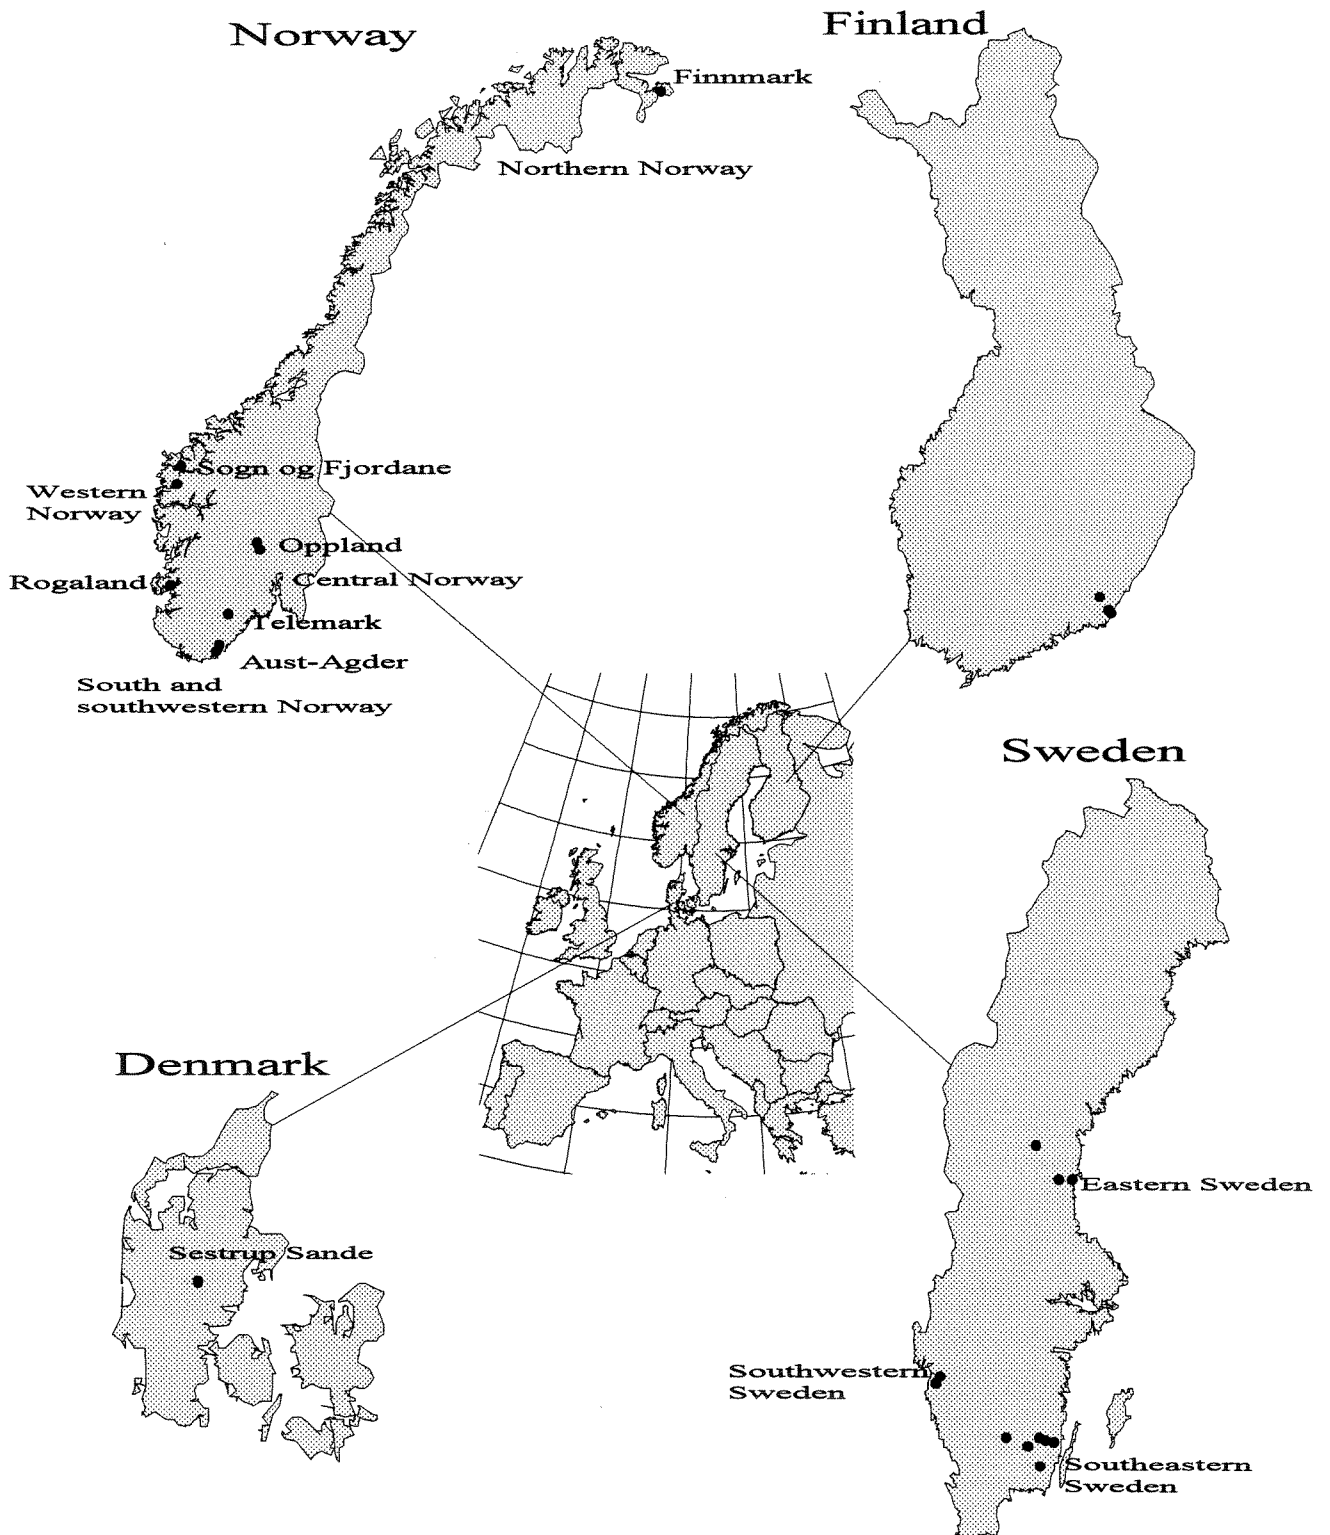 Norway
Finland
Finnmark
Northern Norway
Sogn og Fjordane
Western
Norway
Oppland
Rogaland
Central Norway
Telemark
Aust-Agder
South and
southwestern Norway
Sweden
Denmark
Eastern Sweden
Sestrup Sande
Southwestern
Sweden
Southeastern
Sweden